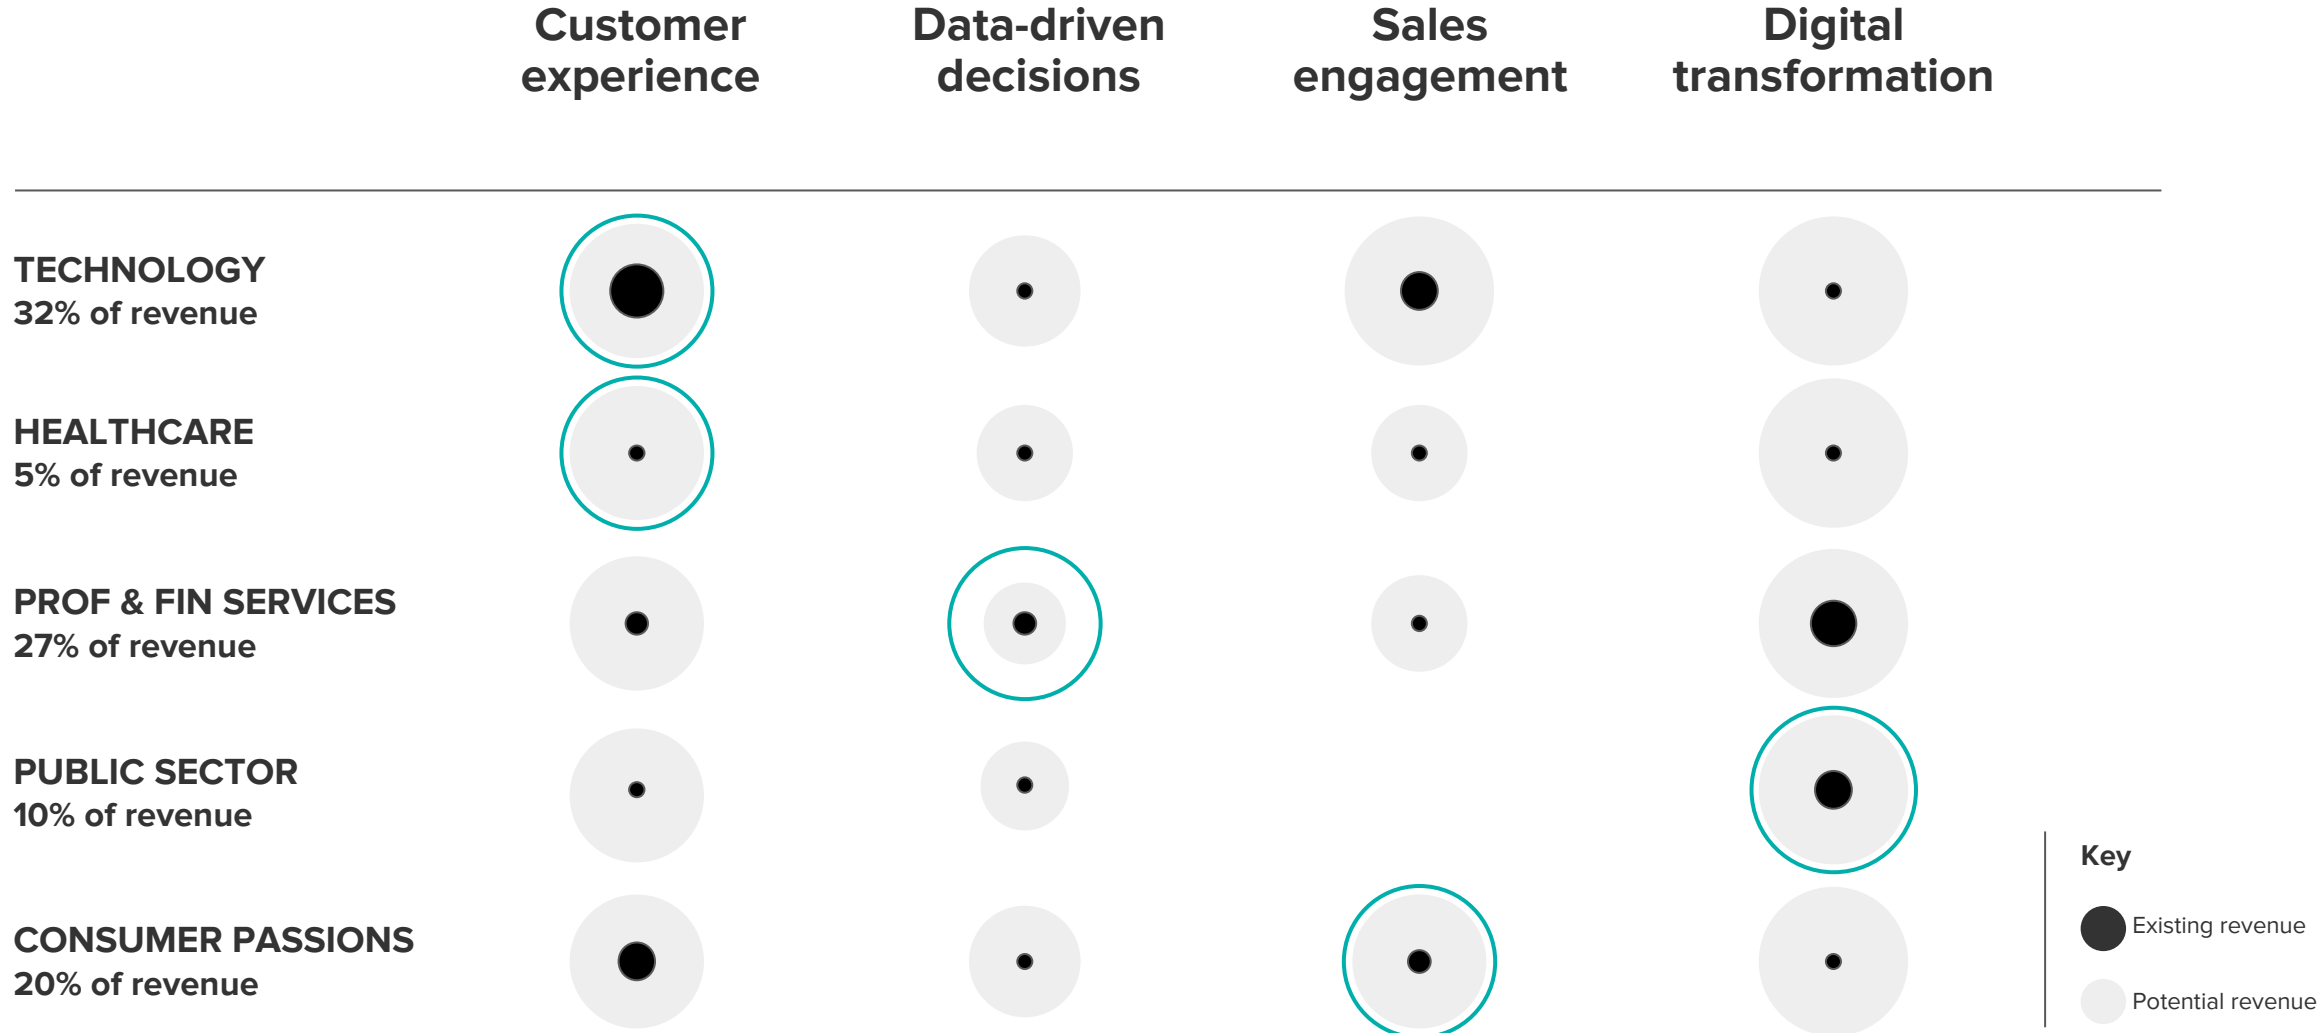 Customer
experience
Data-driven
decisions
Sales
engagement
Digital
transformation
TECHNOLOGY
32% of revenue
HEALTHCARE
5% of revenue
PROF & FIN SERVICES
27% of revenue
PUBLIC SECTOR
10% of revenue
CONSUMER PASSIONS
20% of revenue
Key
Existing revenue
Potential revenue